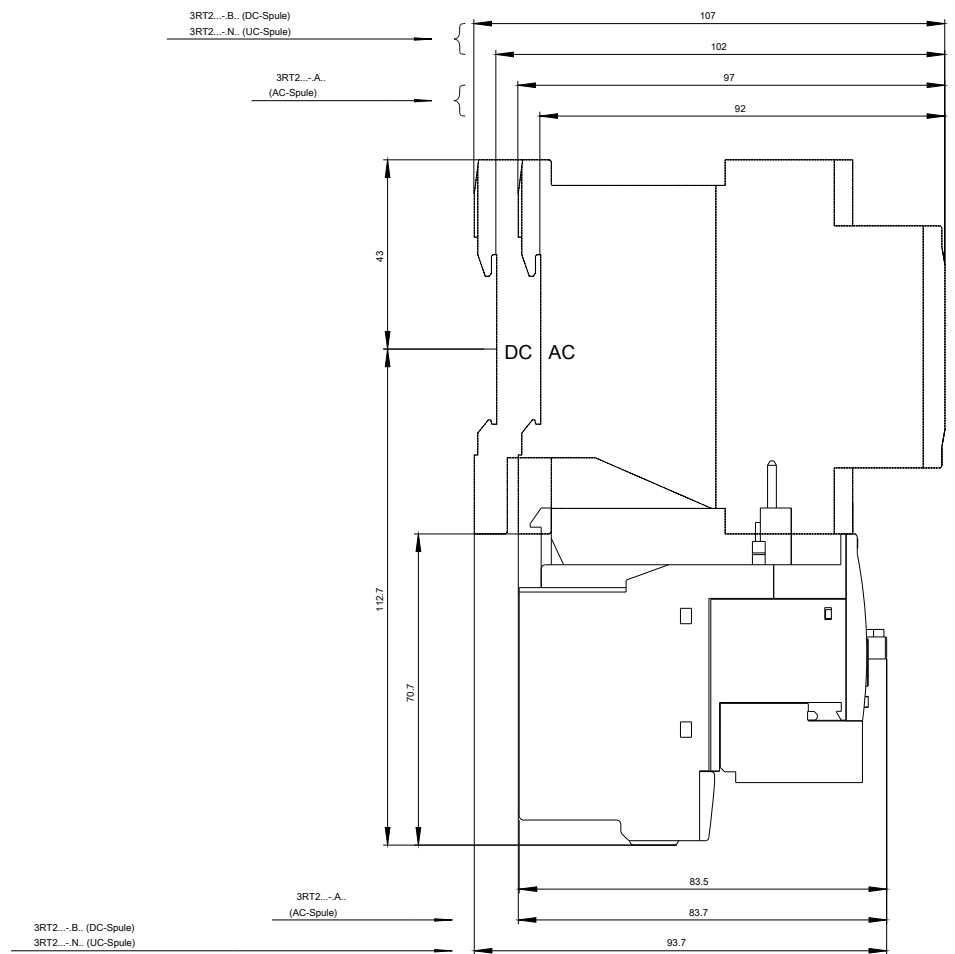 3RT2...-.B.. (DC-Spule)
3RT2...-.N.. (UC-Spule)
107
102
3RT2...-.A..
(AC-Spule)
97
92
43
DC
AC
112.7
70.7
83.5
3RT2...-.A..
(AC-Spule)
83.7
3RT2...-.B.. (DC-Spule)
3RT2...-.N.. (UC-Spule)
93.7